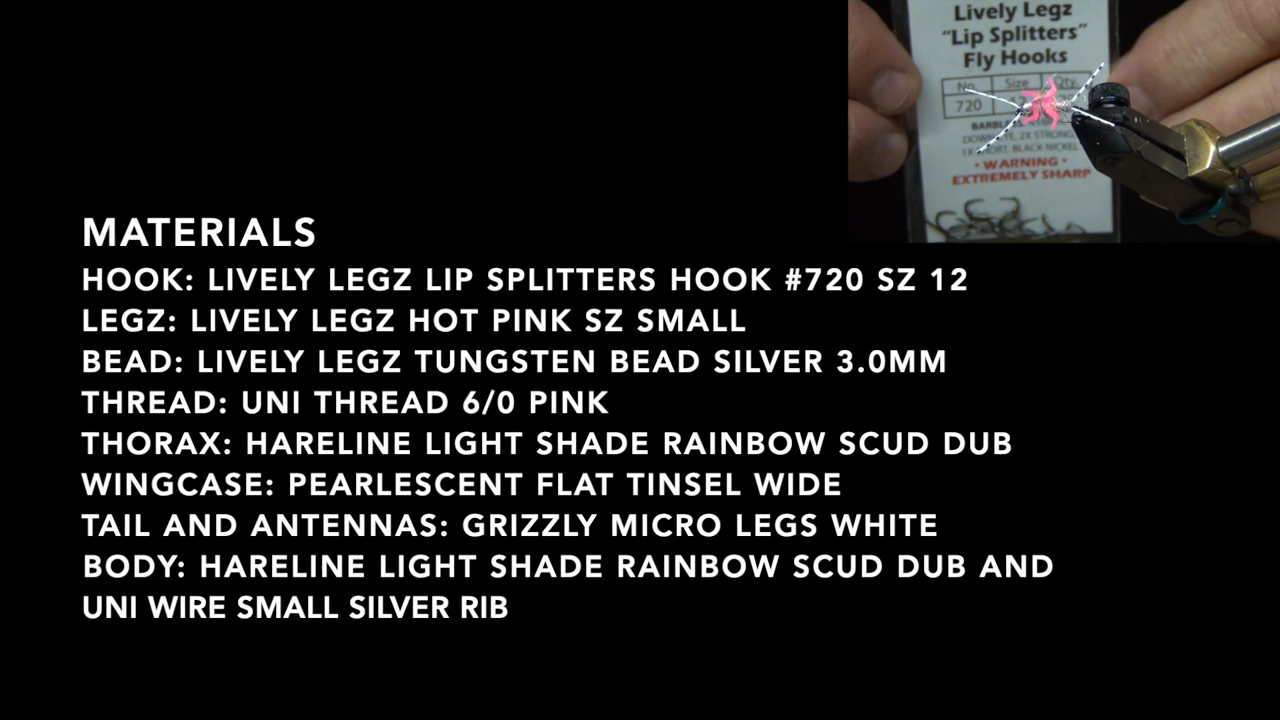 Lively Legz
"Lip Splitters"
Fly Hooks
No. Size Qty.
720
• WARNING •
EXTREMELY SHARP
MATERIALS
HOOK: LIVELY LEGZ LIP SPLITTERS HOOK #720 SZ 12
LEGZ: LIVELY LEGZ HOT PINK SZ SMALL
BEAD: LIVELY LEGZ TUNGSTEN BEAD SILVER 3.0MM
THREAD: UNI THREAD 6/0 PINK
THORAX: HARELINE LIGHT SHADE RAINBOW SCUD DUB
WINGCASE: PEARLESCENT FLAT TINSEL WIDE
TAIL AND ANTENNAS: GRIZZLY MICRO LEGS WHITE
BODY: HARELINE LIGHT SHADE RAINBOW SCUD DUB AND
UNI WIRE SMALL SILVER RIB